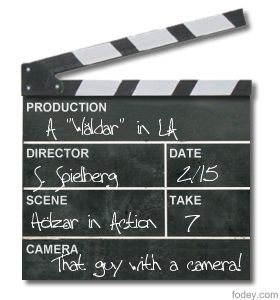 PRODUCTION
A "Waldar" in LA
DIRECTOR
DATE
S. Spielberg
2/15
SCENE
TAKE
Holzar in Action
7
CAMERA
That guy with a camera!
fodey.com